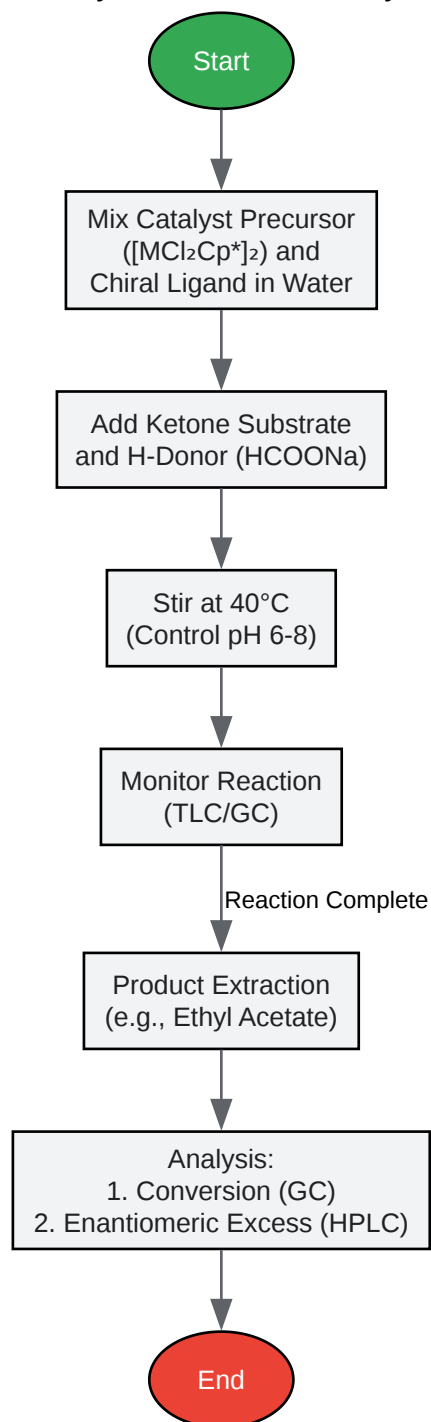 Start
Mix Catalyst Precursor
([MCl₂Cp*]₂) and
Chiral Ligand in Water
Add Ketone Substrate
and H-Donor (HCOONa)
Stir at 40°C
(Control pH 6-8)
Monitor Reaction
(TLC/GC)
Reaction Complete
Product Extraction
(e.g., Ethyl Acetate)
Analysis:
1. Conversion (GC)
2. Enantiomeric Excess (HPLC)
End